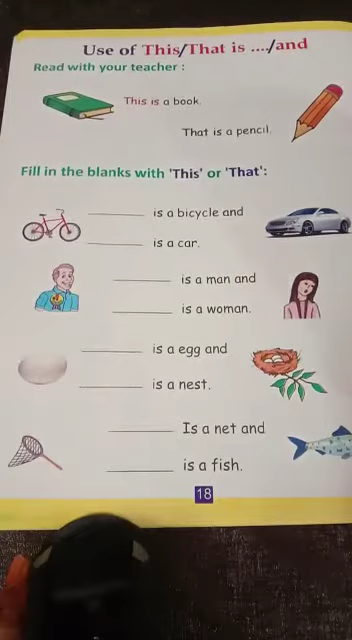 Use of This/That is ..../and
Read with your teacher :
This is a book.
That is a pencil.
Fill in the blanks with 'This' or 'That':
________ is a bicycle and
________ is a car.
________ is a man and
________ is a woman.
________ is a egg and
________ is a nest.
________ Is a net and
________ is a fish.
18